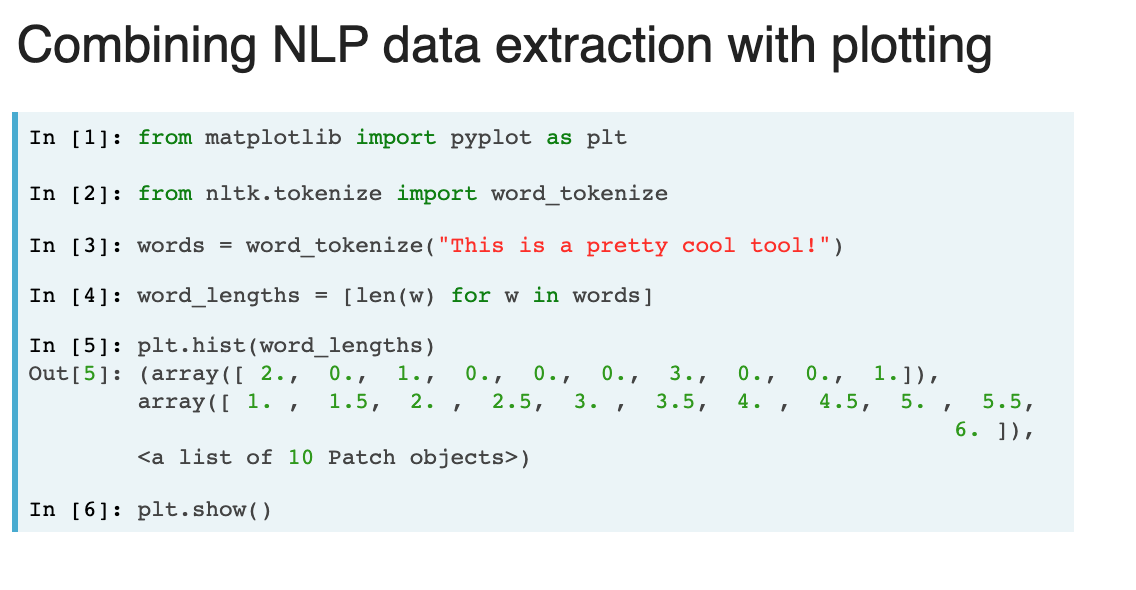 Combining NLP data extraction with plotting
In [1]: from matplotlib import pyplot as plt
In [2]: from nltk.tokenize import word_tokenize
In [3]: words = word_tokenize("This is a pretty cool tool!")
In [4]: word_lengths = [len(w) for w in words]
In [5]: plt.hist(word_lengths)
Out[5]: (array([ 2., 0., 1., 0., 0., 0., 3., 0., 0., 1.]),
array([ 1. , 1.5, 2. , 2.5, 3. , 3.5, 4. , 4.5, 5. , 5.5,
6. ]),
<a list of 10 Patch objects>)
In [6]: plt.show()